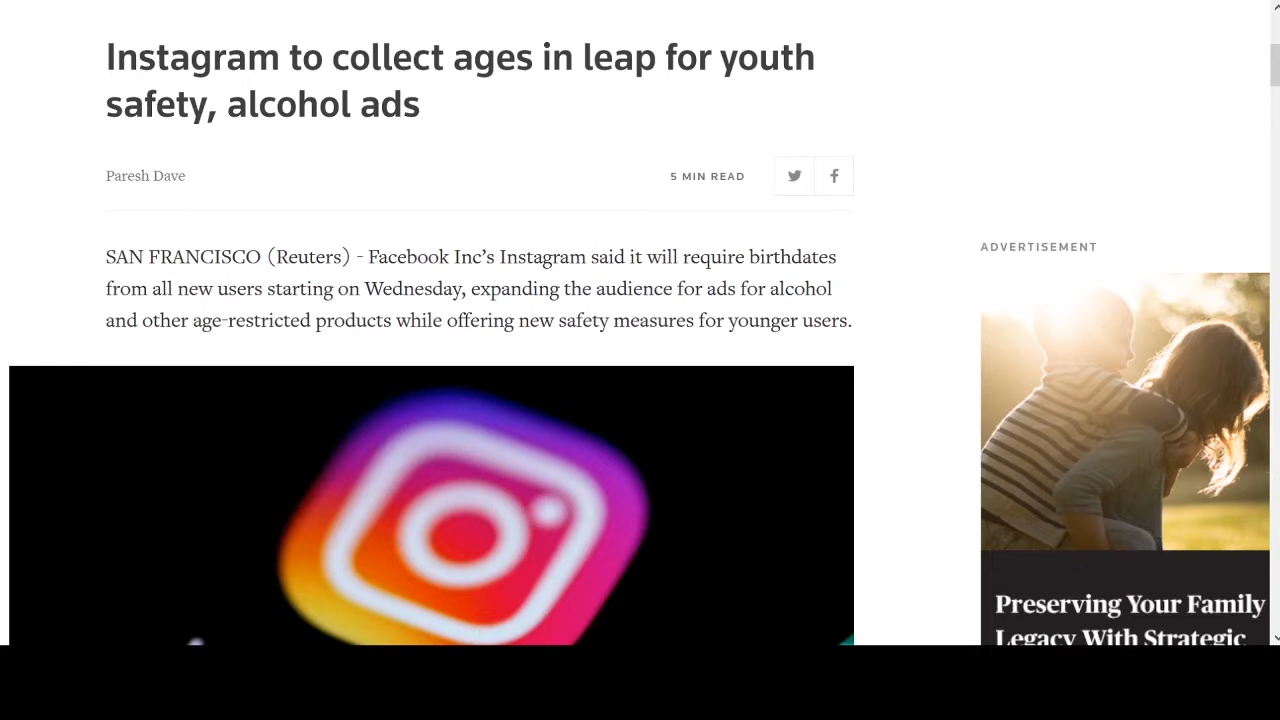 Instagram to collect ages in leap for youth
safety, alcohol ads
Paresh Dave
5 MIN READ
SAN FRANCISCO (Reuters) - Facebook Inc’s Instagram said it will require birthdates
from all new users starting on Wednesday, expanding the audience for ads for alcohol
and other age-restricted products while offering new safety measures for younger users.
ADVERTISEMENT
Preserving Your Family
Legacy With Strategic